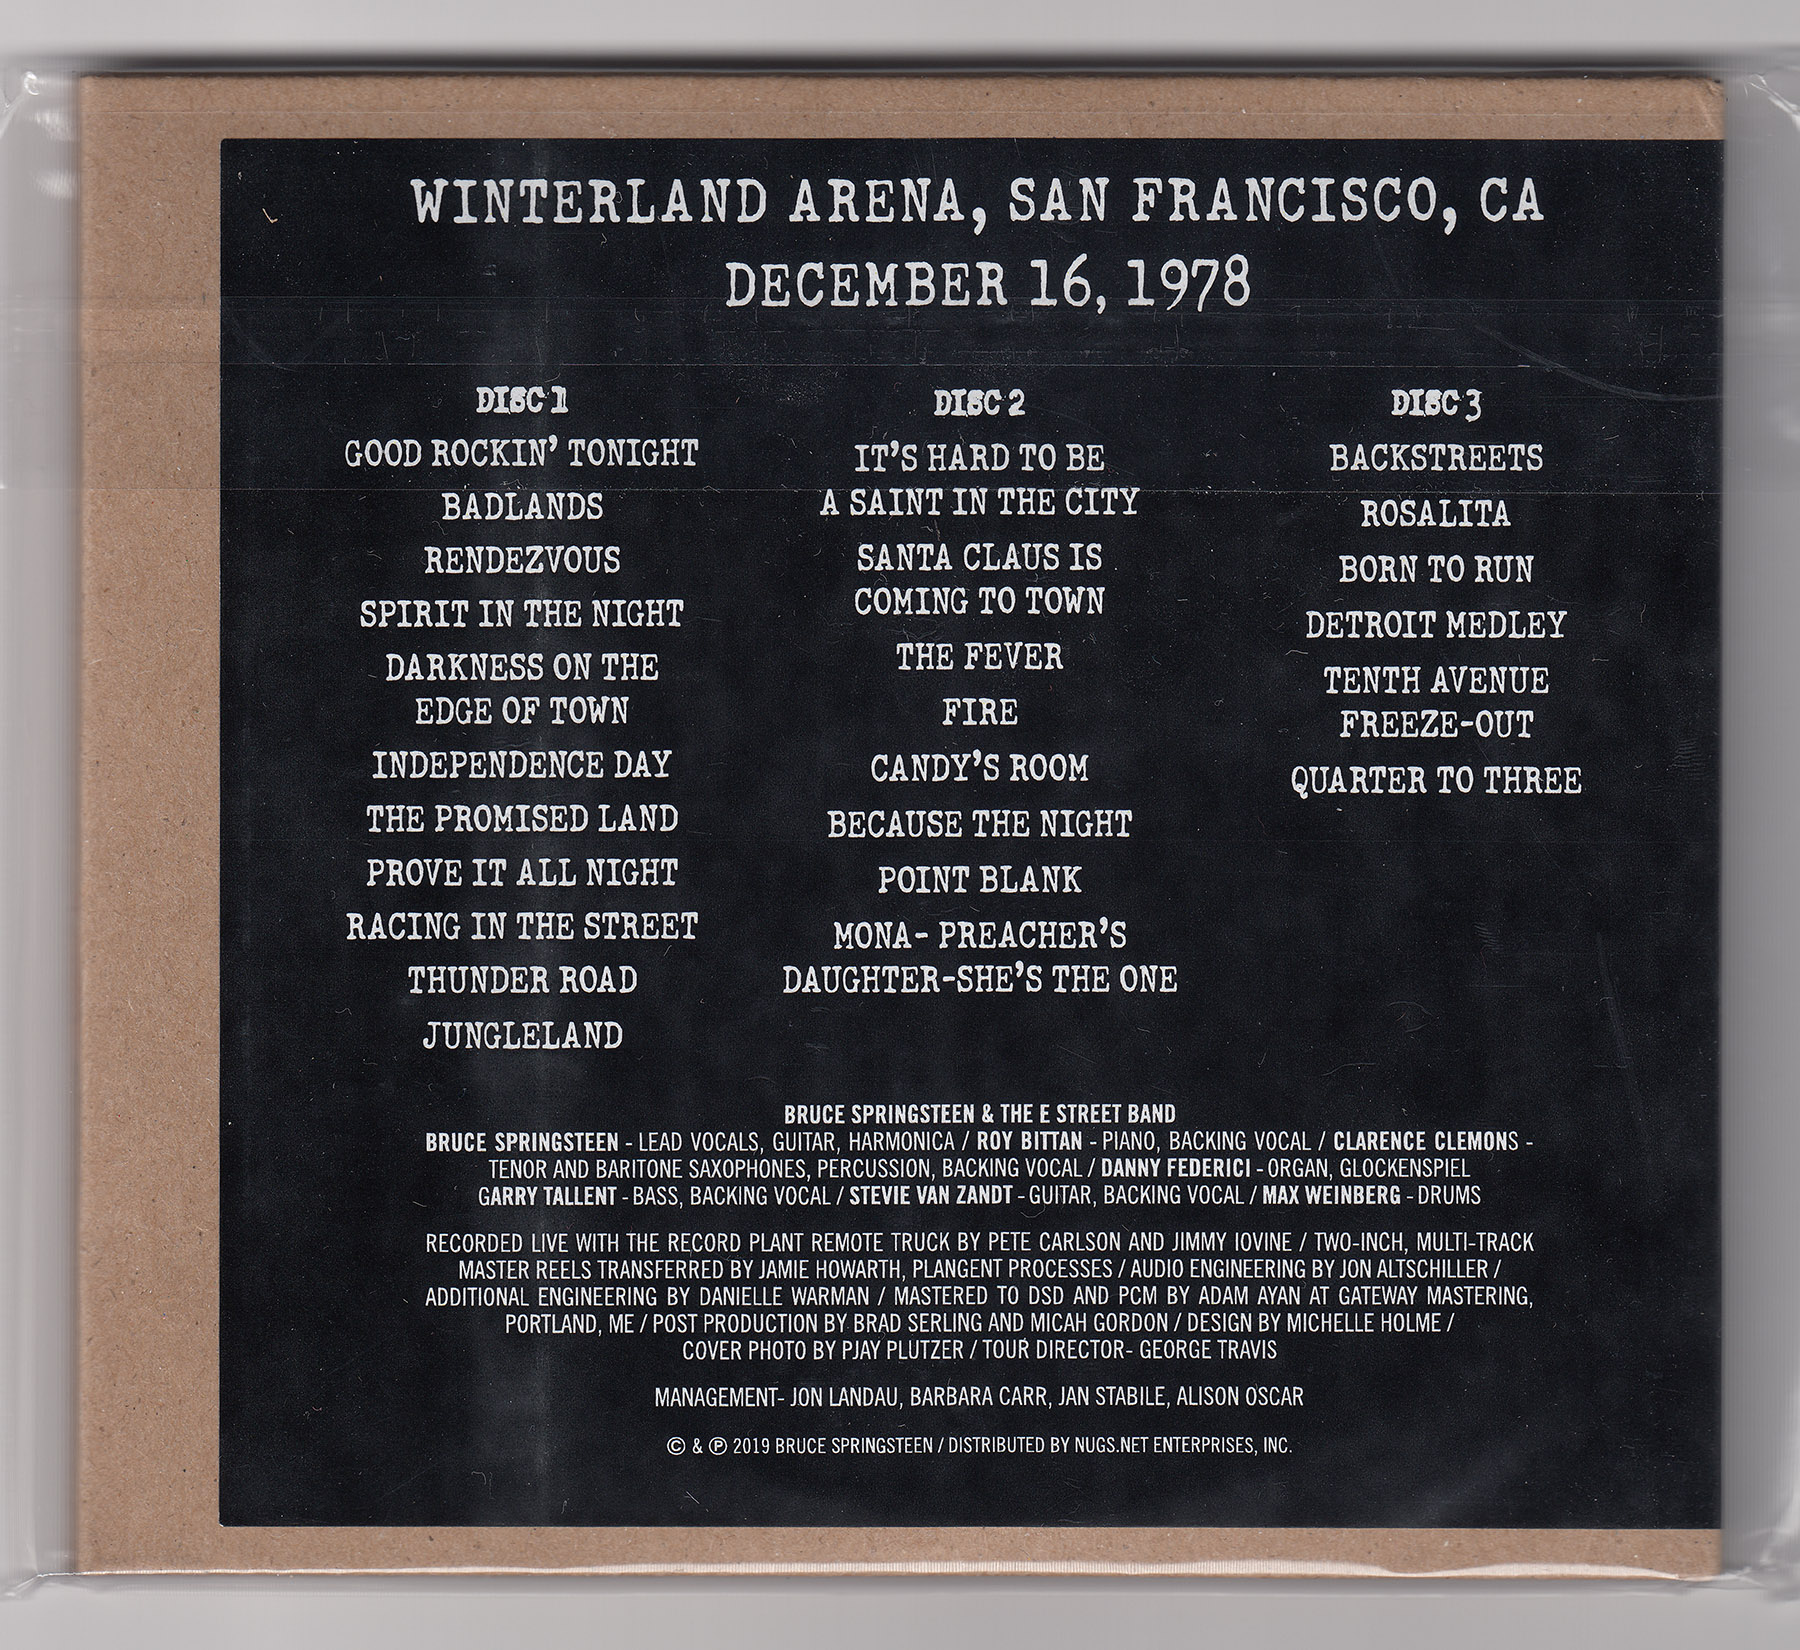 WINTERLAND ARENA, SAN FRANCISCO, CA
DECEMBER 16, 1978
DISC 1
GOOD ROCKIN' TONIGHT
BADLANDS
RENDEZVOUS
SPIRIT IN THE NIGHT
DARKNESS ON THE
EDGE OF TOWN
INDEPENDENCE DAY
THE PROMISED LAND
PROVE IT ALL NIGHT
RACING IN THE STREET
THUNDER ROAD
JUNGLELAND
DISC 2
IT'S HARD TO BE
A SAINT IN THE CITY
SANTA CLAUS IS
COMING TO TOWN
THE FEVER
FIRE
CANDY'S ROOM
BECAUSE THE NIGHT
POINT BLANK
MONA- PREACHER'S
DAUGHTER-SHE'S THE ONE
DISC 3
BACKSTREETS
ROSALITA
BORN TO RUN
DETROIT MEDLEY
TENTH AVENUE
FREEZE-OUT
QUARTER TO THREE
BRUCE SPRINGSTEEN & THE E STREET BAND
BRUCE SPRINGSTEEN - LEAD VOCALS, GUITAR, HARMONICA / ROY BITTAN - PIANO, BACKING VOCAL / CLARENCE CLEMONS -
TENOR AND BARITONE SAXOPHONES, PERCUSSION, BACKING VOCAL / DANNY FEDERICI - ORGAN, GLOCKENSPIEL
GARRY TALLENT - BASS, BACKING VOCAL / STEVIE VAN ZANDT - GUITAR, BACKING VOCAL / MAX WEINBERG - DRUMS
RECORDED LIVE WITH THE RECORD PLANT REMOTE TRUCK BY PETE CARLSON AND JIMMY IOVINE / TWO-INCH, MULTI-TRACK
MASTER REELS TRANSFERRED BY JAMIE HOWARTH, PLANGENT PROCESSES / AUDIO ENGINEERING BY JON ALTSCHILLER /
ADDITIONAL ENGINEERING BY DANIELLE WARMAN / MASTERED TO DSD AND PCM BY ADAM AYAN AT GATEWAY MASTERING,
PORTLAND, ME / POST PRODUCTION BY BRAD SERLING AND MICAH GORDON / DESIGN BY MICHELLE HOLME /
COVER PHOTO BY PJAY PLUTZER / TOUR DIRECTOR- GEORGE TRAVIS
MANAGEMENT- JON LANDAU, BARBARA CARR, JAN STABILE, ALISON OSCAR
© & ℗ 2019 BRUCE SPRINGSTEEN / DISTRIBUTED BY NUGS.NET ENTERPRISES, INC.